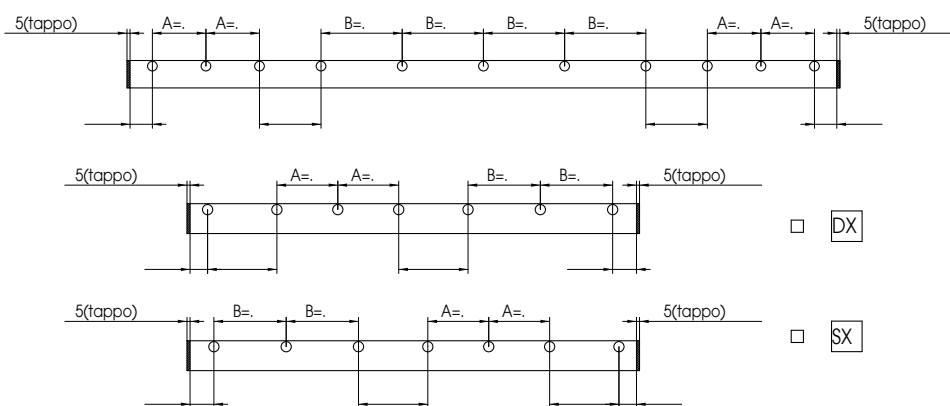 5(tappo) A=. A=. B=. B=. B=. B=. A=. A=. 5(tappo)
5(tappo) A=. A=. B=. B=. 5(tappo)
DX
5(tappo) B=. B=. A=. A=. 5(tappo)
SX